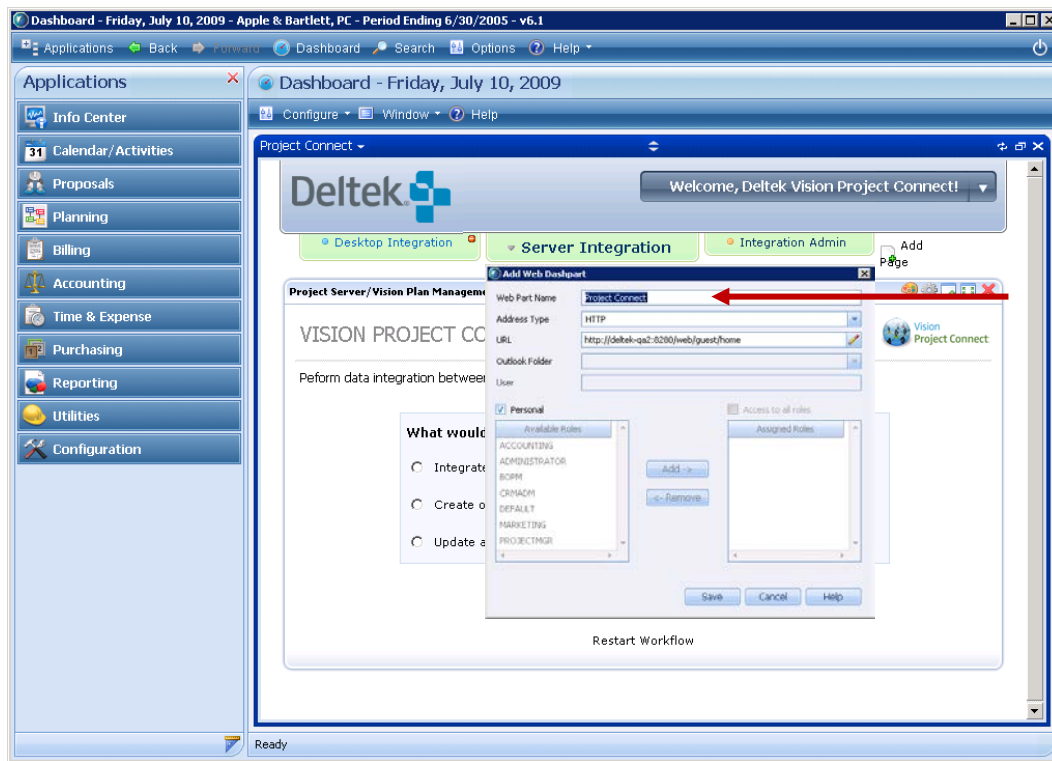 Dashboard - Friday, July 10, 2009 - Apple & Bartlett, PC - Period Ending 6/30/2005 - v6.1
Applications Back Forward Dashboard Search Options Help
Applications
Dashboard - Friday, July 10, 2009
Configure Window Help
Info Center
31 Calendar/Activities
Proposals
Planning
Billing
Accounting
Time & Expense
Purchasing
Reporting
Utilities
Configuration
Project Connect
Deltek
Welcome, Deltek Vision Project Connect!
Desktop Integration
Server Integration
Integration Admin
Add
Page
Project Server/Vision Plan Manageme
VISION PROJECT CO
Vision
Project Connect
Peform data integration between
What would
Integrate
Create o
Update a
Add Web Dashpart
Web Part Name Project Connect
Address Type HTTP
URL http://deltek-qa2:8280/web/guest/home
Outlook Folder
User
Personal
Access to all roles
Available Roles
Assigned Roles
ACCOUNTING
ADMINISTRATOR
BOPM
CRMADM
DEFAULT
MARKETING
PROJECTMGR
Add ->
<- Remove
Save Cancel Help
Restart Workflow
Ready